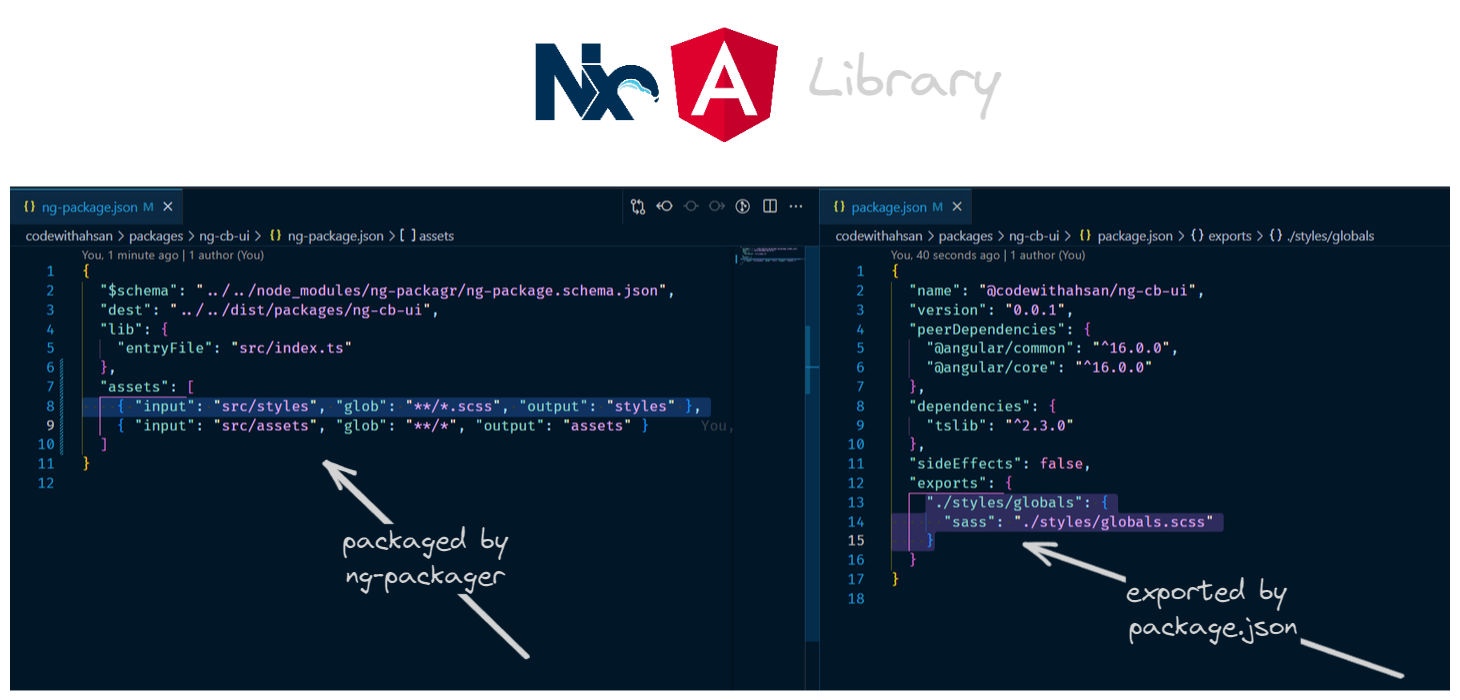 Nx A Library
{} ng-package.json M ×
codewithahsan > packages > ng-cb-ui > {} ng-package.json > [ ] assets
You, 1 minute ago | 1 author (You)
1 {
2 "$schema": "../../node_modules/ng-packagr/ng-package.schema.json",
3 "dest": "../../dist/packages/ng-cb-ui",
4 "lib": {
5 "entryFile": "src/index.ts"
6 },
7 "assets": [
8 { "input": "src/styles", "glob": "**/*.scss", "output": "styles" },
9 { "input": "src/assets", "glob": "**/*", "output": "assets" } You,
10 ]
11 }
12
packaged by
ng-packager
{} package.json M ×
codewithahsan > packages > ng-cb-ui > {} package.json > {} exports > {} ./styles/globals
You, 40 seconds ago | 1 author (You)
1 {
2 "name": "@codewithahsan/ng-cb-ui",
3 "version": "0.0.1",
4 "peerDependencies": {
5 "@angular/common": "^16.0.0",
6 "@angular/core": "^16.0.0"
7 },
8 "dependencies": {
9 "tslib": "^2.3.0"
10 },
11 "sideEffects": false,
12 "exports": {
13 "./styles/globals": {
14 "sass": "./styles/globals.scss"
15 }
16 }
17 }
18
exported by
package.json